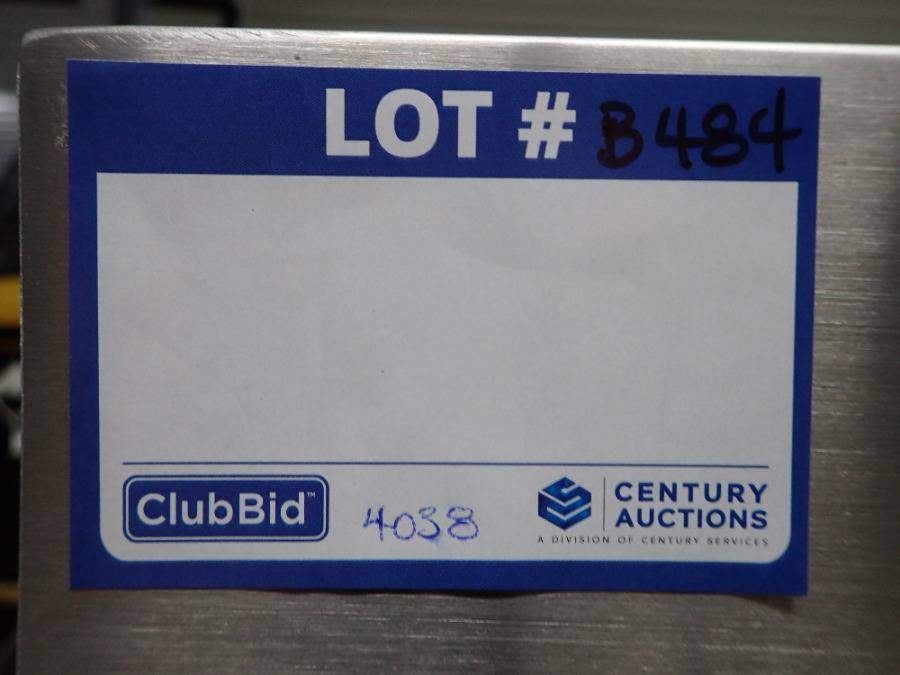 LOT # B484
ClubBid™
4038
CENTURY
AUCTIONS
A DIVISION OF CENTURY SERVICES